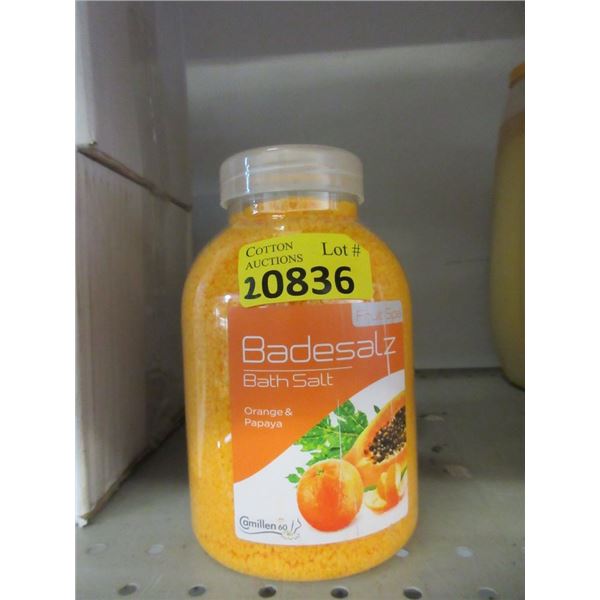 COTTON
AUCTIONS
Lot #
20836
Fruit Spa
Badesalz
Bath Salt
Orange &
Papaya
Camillen 60